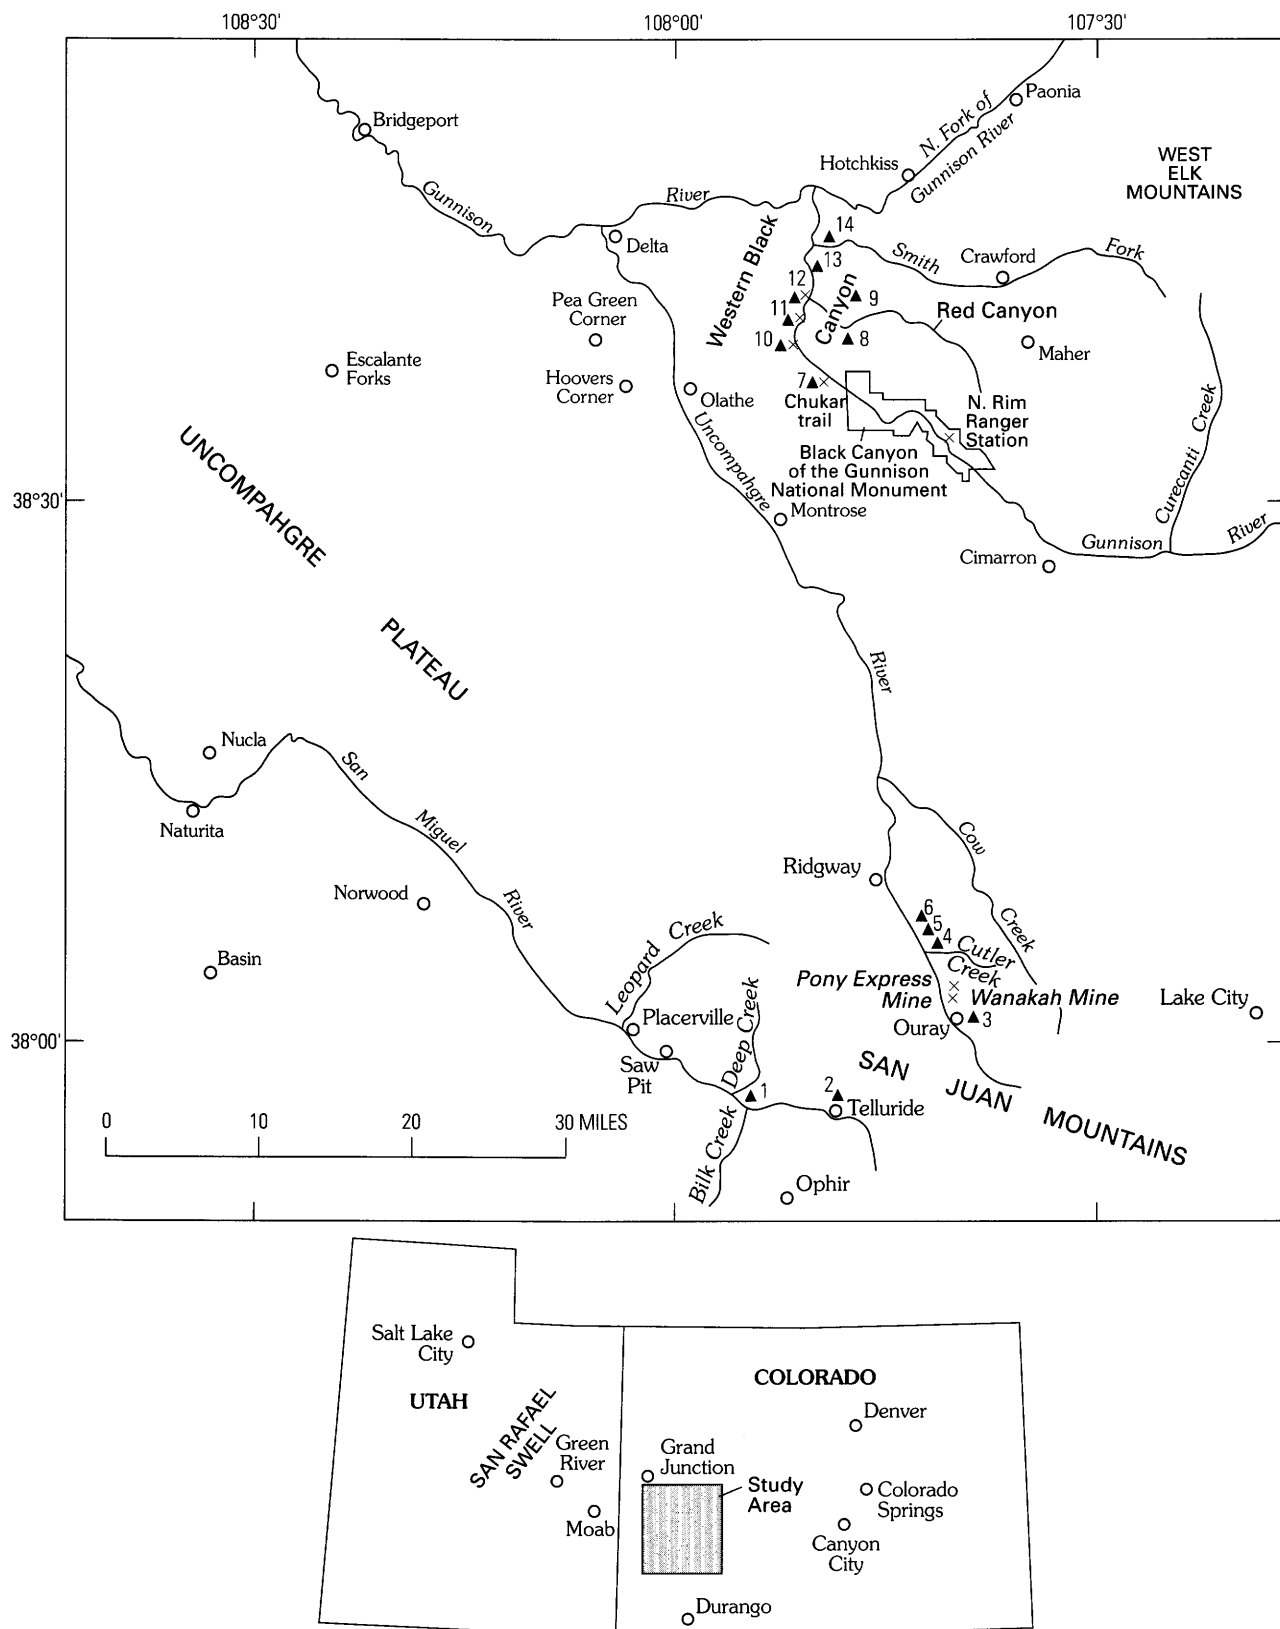 108°30'
108°00'
107°30'
Bridgeport
Paonia
N. Fork of
Gunnison River
Hotchkiss
WEST
ELK
MOUNTAINS
Gunnison
River
Delta
14
Smith
Fork
Crawford
Western Black
Canyon
13
12
11
10
9
8
7
Red Canyon
Maher
Pea Green
Corner
Escalante
Forks
Hoovers
Corner
Olathe
Chukar
trail
N. Rim
Ranger
Station
Black Canyon
of the Gunnison
National Monument
Curecanti Creek
Uncompahgre
Montrose
UNCOMPAHGRE
38°30'
Gunnison
River
Cimarron
PLATEAU
River
Nucla
San
Miguel
River
Naturita
Cow
Creek
Ridgway
Norwood
6
5
4
Cutler
Creek
Leopard Creek
Basin
Pony Express
Mine
Wanakah Mine
Lake City
Placerville
Deep Creek
Ouray
3
38°00'
Saw
Pit
SAN JUAN MOUNTAINS
1
2
Telluride
0 10 20 30 MILES
Bilk Creek
Ophir
Salt Lake
City
UTAH
COLORADO
Denver
SAN RAFAEL
SWELL
Green
River
Grand
Junction
Study
Area
Colorado
Springs
Moab
Canyon
City
Durango